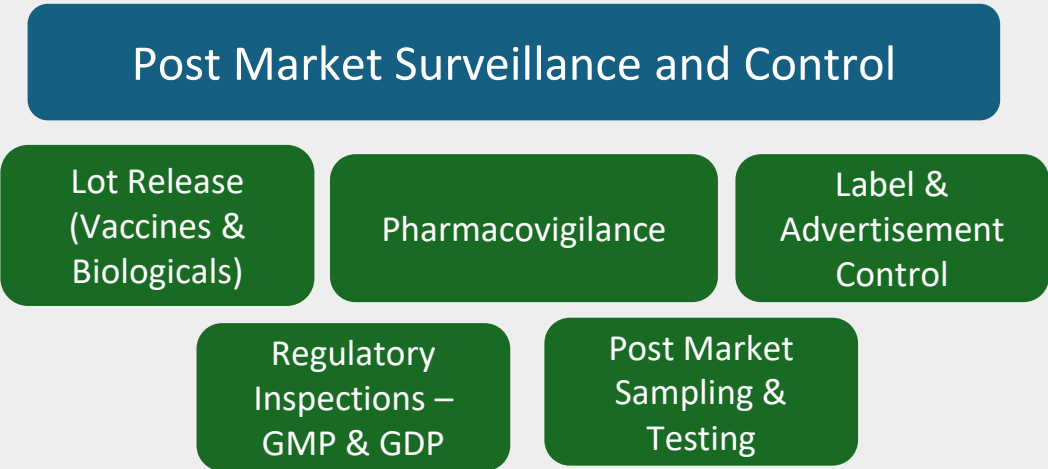 Post Market Surveillance and Control
Lot Release
(Vaccines &
Biologicals)
Pharmacovigilance
Label &
Advertisement
Control
Regulatory
Inspections –
GMP & GDP
Post Market
Sampling &
Testing